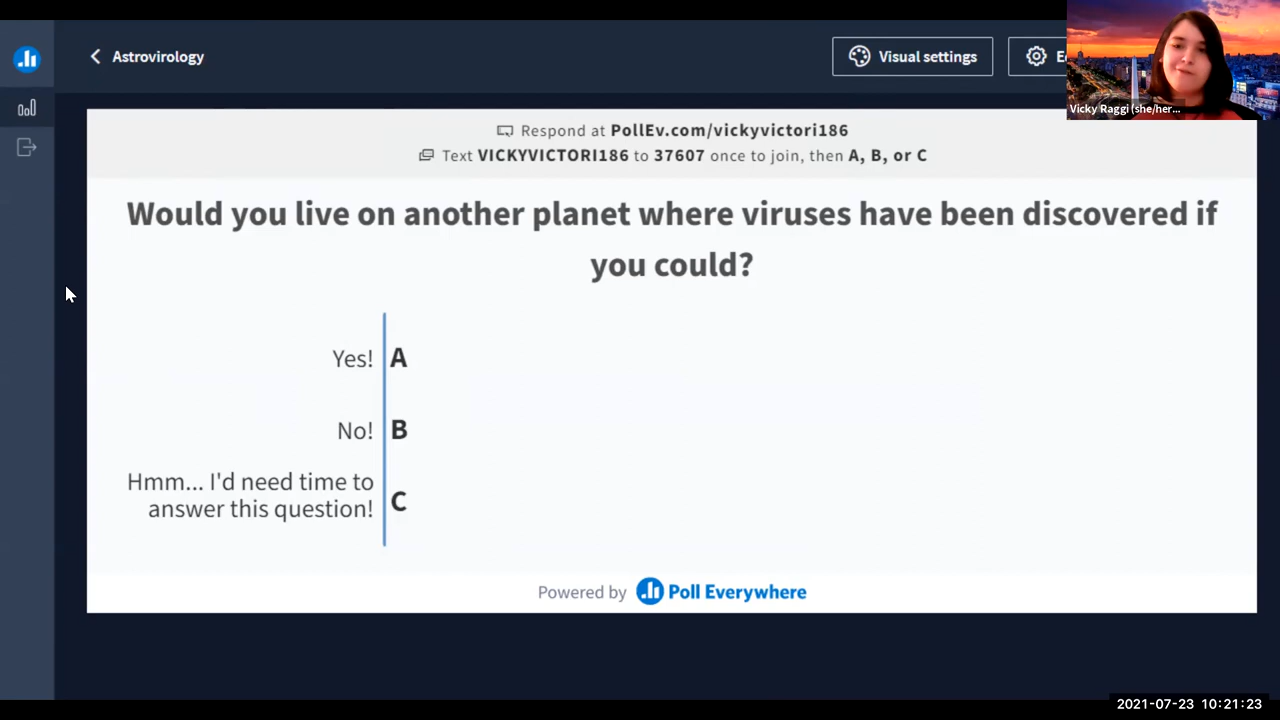 Astrovirology
Visual settings
Vicky Raggi (she/her...
Respond at PollEv.com/vickyvictori186
Text VICKYVICTORI186 to 37607 once to join, then A, B, or C
Would you live on another planet where viruses have been discovered if
you could?
Yes! A
No! B
Hmm... I'd need time to
answer this question! C
Powered by Poll Everywhere
2021-07-23 10:21:23